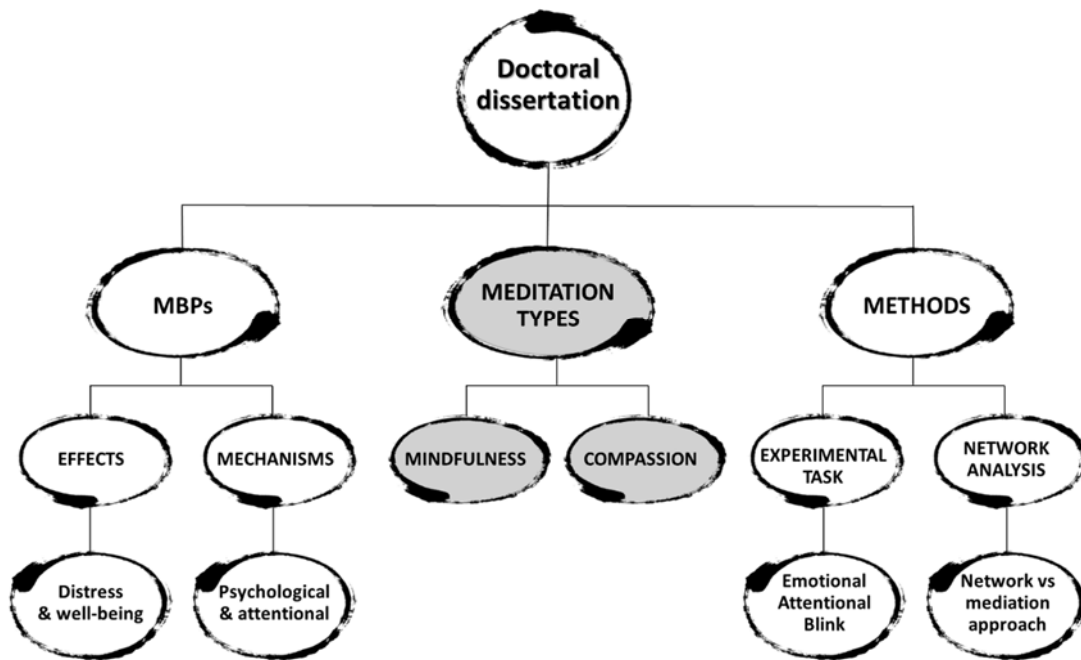 Doctoral
dissertation
MBPs
MEDITATION
TYPES
METHODS
EFFECTS
MECHANISMS
MINDFULNESS
COMPASSION
EXPERIMENTAL
TASK
NETWORK
ANALYSIS
Distress
& well-being
Psychological
& attentional
Emotional
Attentional
Blink
Network vs
mediation
approach